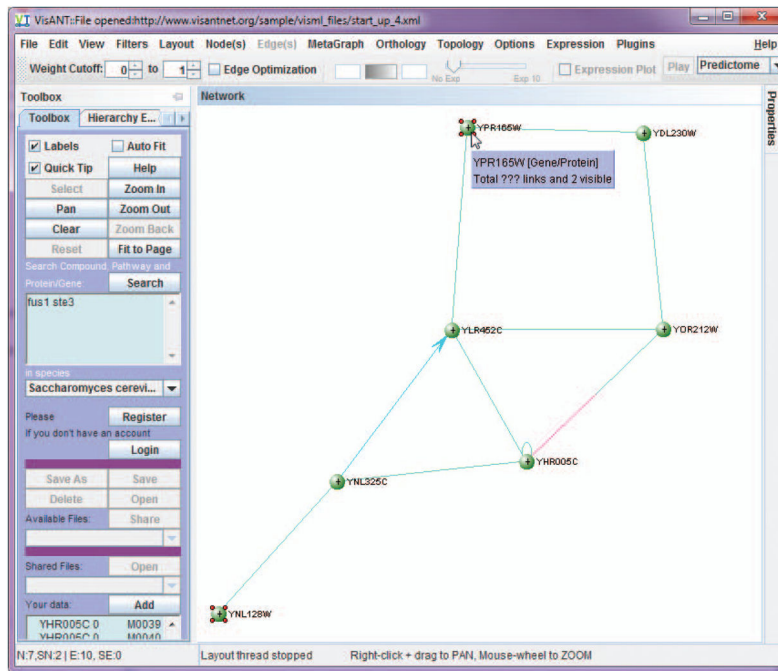 VisANT::File opened:http://www.visantnet.org/sample/visml_files/start_up_4.xml
File Edit View Filters Layout Node(s) Edge(s) MetaGraph Orthology Topology Options Expression Plugins Help
Weight Cutoff: 0 to 1 Edge Optimization No Exp Exp 10 Expression Plot Play Predictome
Toolbox
Network
Toolbox Hierarchy E...
Properties
Labels Auto Fit
Quick Tip Help
Select Zoom In
Pan Zoom Out
Clear Zoom Back
Reset Fit to Page
Search Compound, Pathway and
Protein/Gene: Search
fus1 ste3
in species
Saccharomyces cerevi...
Please Register
If you don't have an account
Login
Save As Save
Delete Open
Available Files: Share
Shared Files: Open
Your data: Add
YHR005C 0 M0039
YHR005C 0 M0040
YPR165W
YDL230W
YPR165W [Gene/Protein]
Total ??? links and 2 visible
YLR452C
YOR212W
YHR005C
YNL325C
YNL128W
N:7,SN:2 | E:10, SE:0
Layout thread stopped
Right-click + drag to PAN, Mouse-wheel to ZOOM